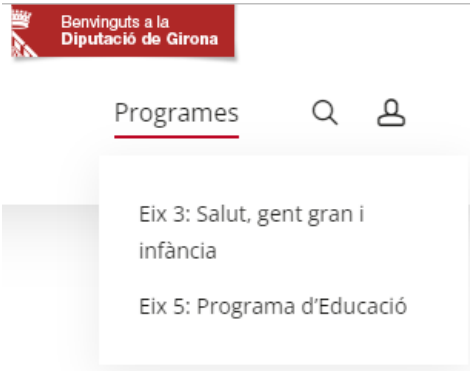 Benvinguts a la
Diputació de Girona
Programes
Eix 3: Salut, gent gran i
infància
Eix 5: Programa d’Educació